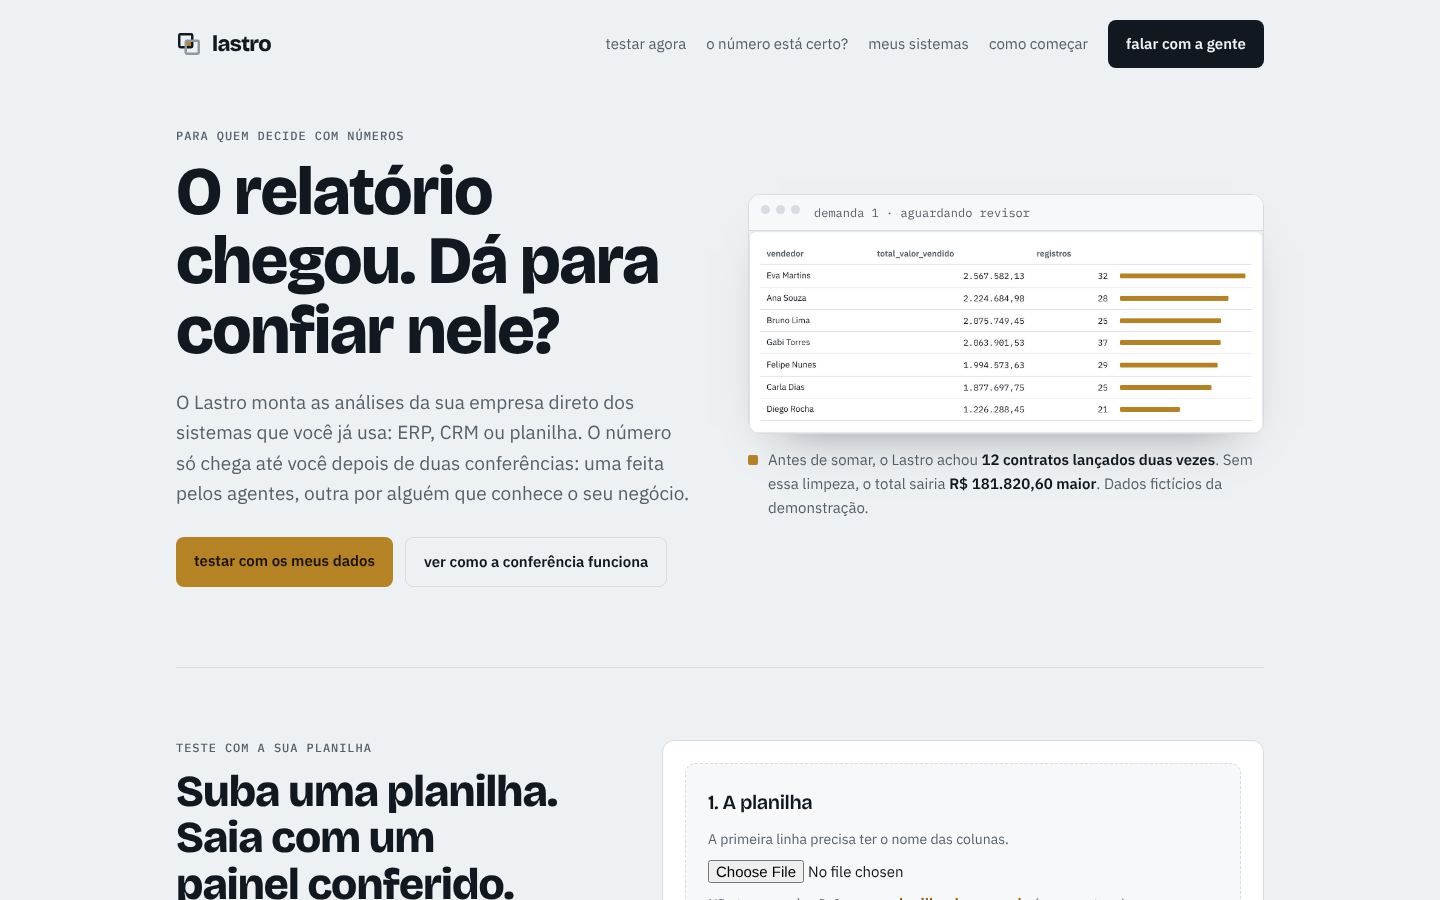 lastro
testar agora
o número está certo?
meus sistemas
como começar
falar com a gente
PARA QUEM DECIDE COM NÚMEROS
O relatório
chegou. Dá para
confiar nele?
O Lastro monta as análises da sua empresa direto dos
sistemas que você já usa: ERP, CRM ou planilha. O número
só chega até você depois de duas conferências: uma feita
pelos agentes, outra por alguém que conhece o seu negócio.
testar com os meus dados
ver como a conferência funciona
demanda 1 · aguardando revisor
vendedor total_valor_vendido registros
Eva Martins 2.567.582,13 32
Ana Souza 2.224.684,98 28
Bruno Lima 2.075.749,45 25
Gabi Torres 2.063.901,53 37
Felipe Nunes 1.994.573,63 29
Carla Dias 1.877.697,75 25
Diego Rocha 1.226.288,45 21
Antes de somar, o Lastro achou 12 contratos lançados duas vezes. Sem
essa limpeza, o total sairia R$ 181.820,60 maior. Dados fictícios da
demonstração.
TESTE COM A SUA PLANILHA
Suba uma planilha.
Saia com um
painel conferido.
1. A planilha
A primeira linha precisa ter o nome das colunas.
Choose File No file chosen